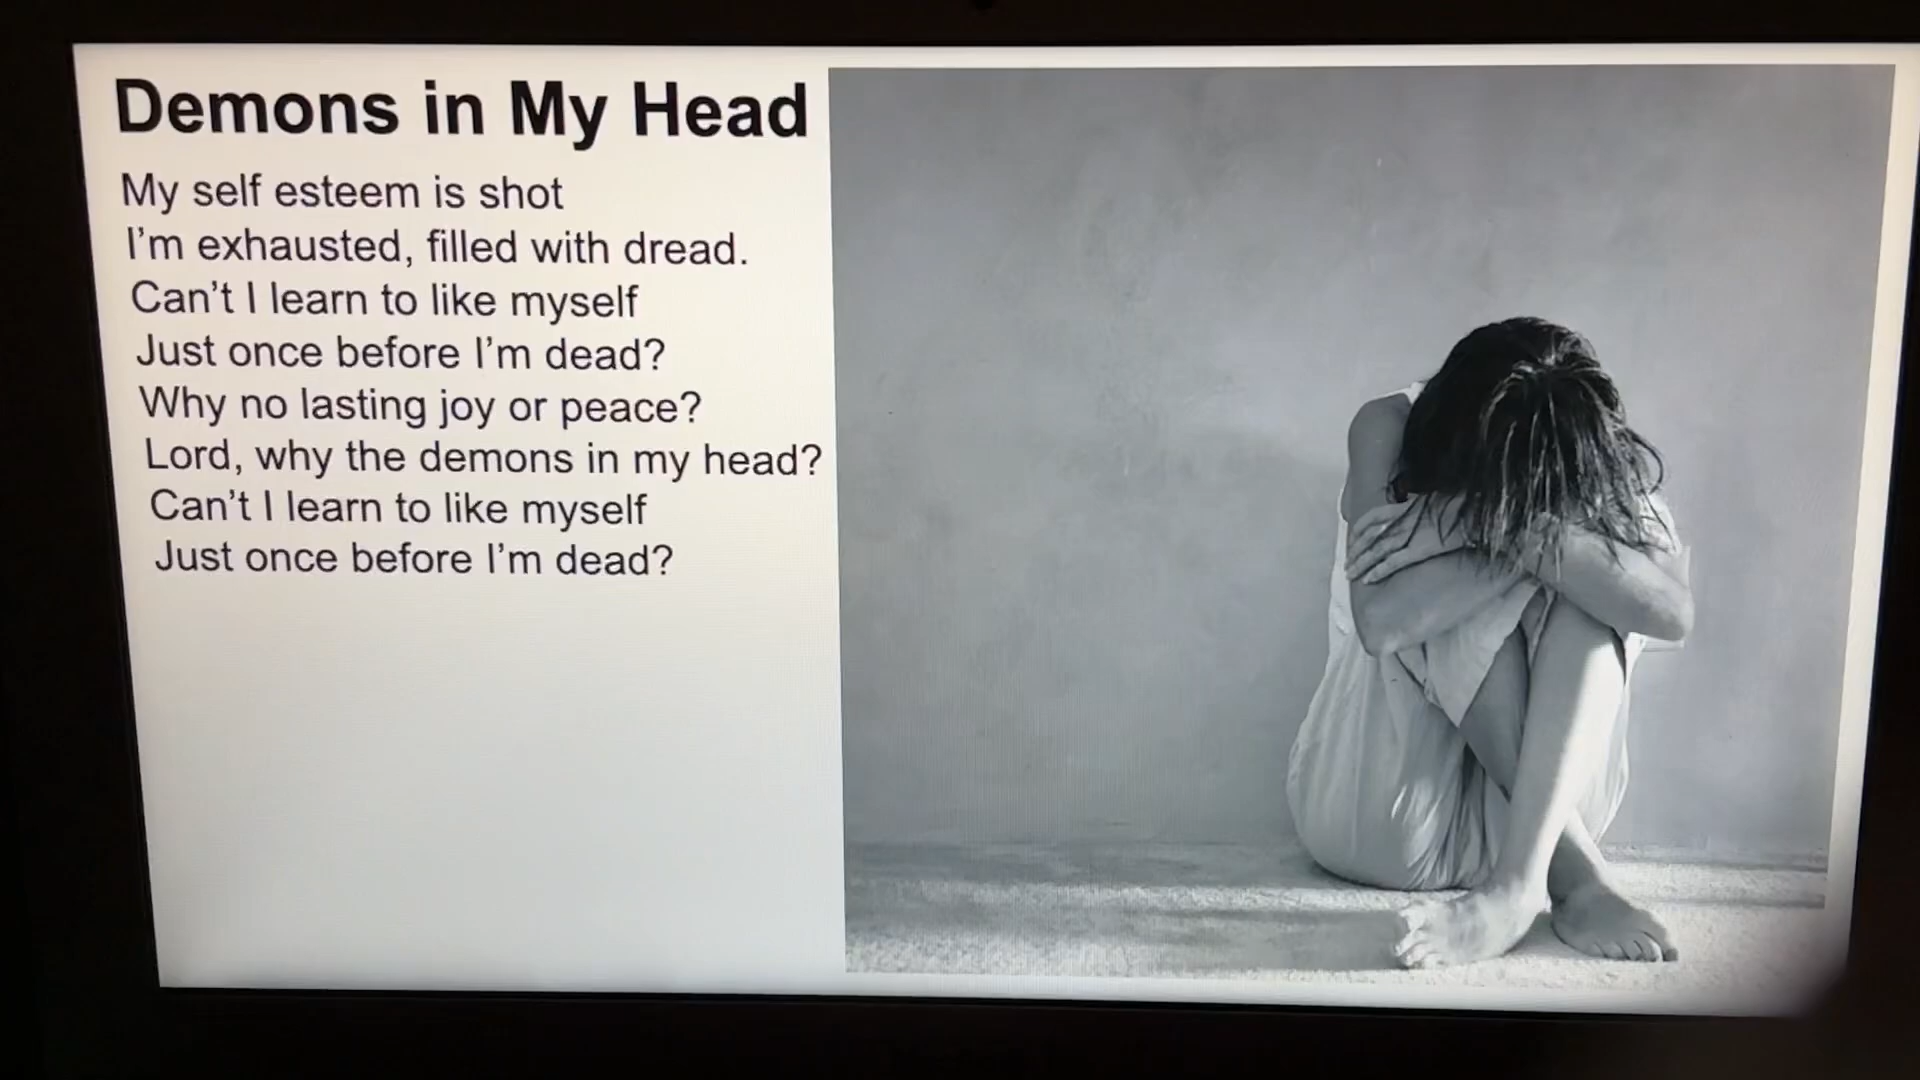 Demons in My Head
My self esteem is shot
I'm exhausted, filled with dread.
Can't I learn to like myself
Just once before I'm dead?
Why no lasting joy or peace?
Lord, why the demons in my head?
Can't I learn to like myself
Just once before I'm dead?